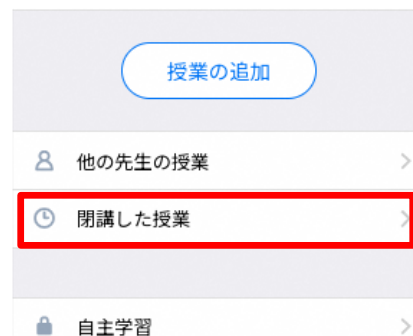 授業の追加
他の先生の授業
閉講した授業
自主学習